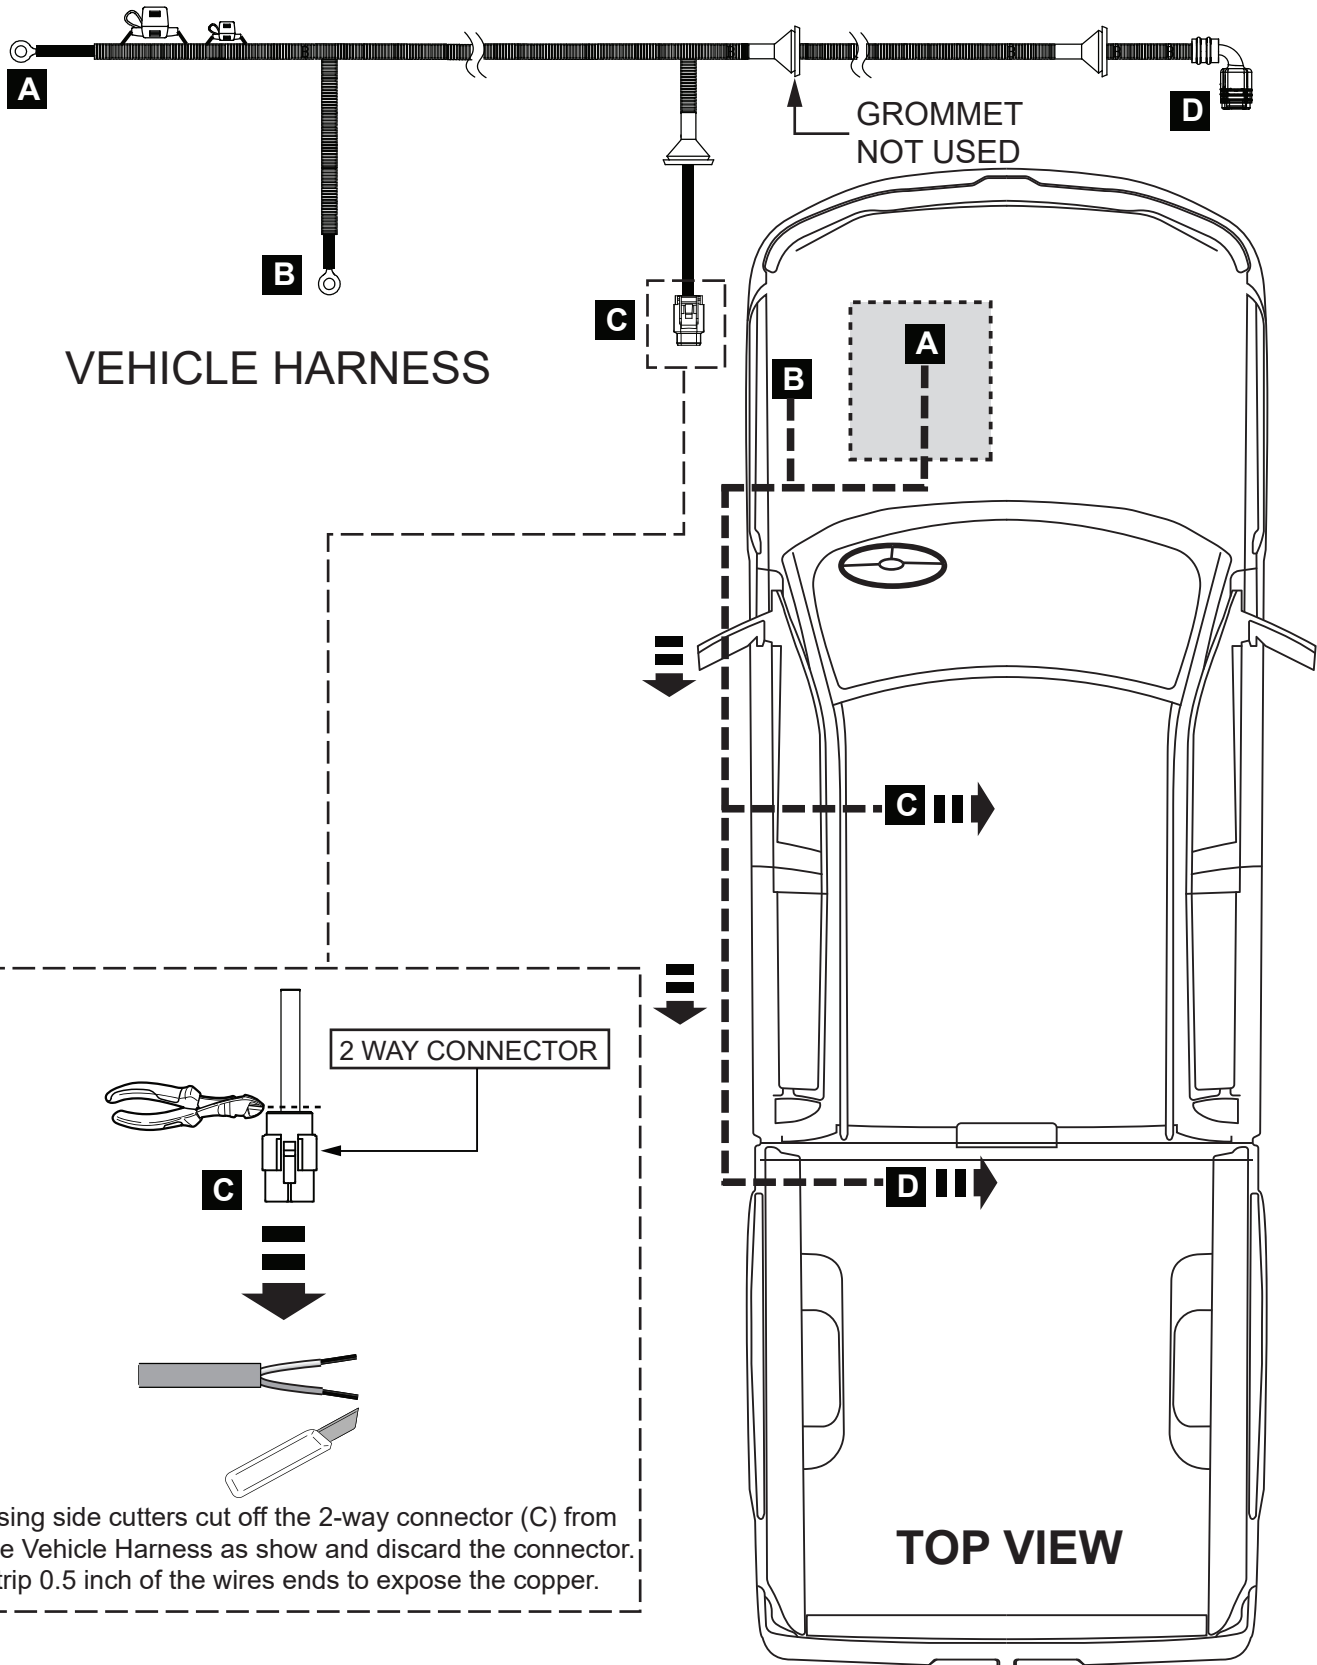 A
D
GROMMET
NOT USED
B
C
VEHICLE HARNESS
A
B
C
2 WAY CONNECTOR
C
D
sing side cutters cut off the 2-way connector (C) from
e Vehicle Harness as show and discard the connector.
trip 0.5 inch of the wires ends to expose the copper.
TOP VIEW